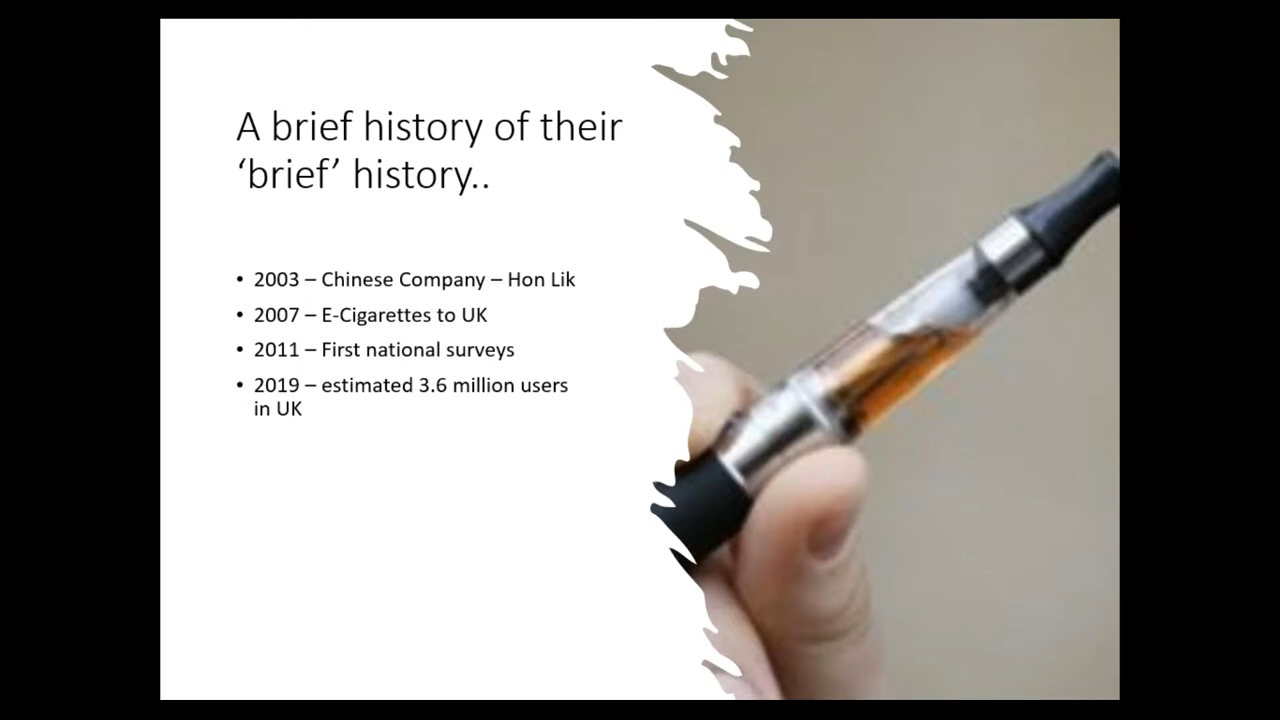 A brief history of their
‘brief’ history..
• 2003 – Chinese Company – Hon Lik
• 2007 – E-Cigarettes to UK
• 2011 – First national surveys
• 2019 – estimated 3.6 million users
in UK